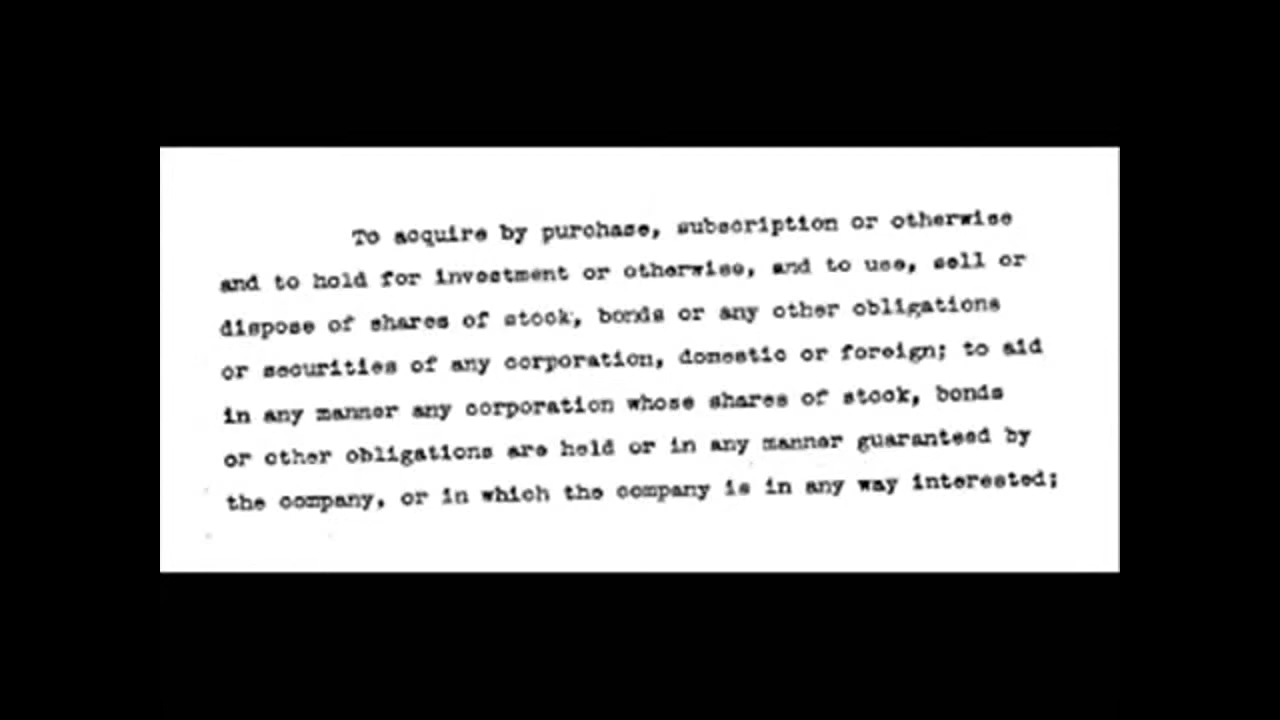 To acquire by purchase, subscription or otherwise
and to hold for investment or otherwise, and to use, sell or
dispose of shares of stock, bonds or any other obligations
or securities of any corporation, domestic or foreign; to aid
in any manner any corporation whose shares of stock, bonds
or other obligations are held or in any manner guaranteed by
the company, or in which the company is in any way interested;